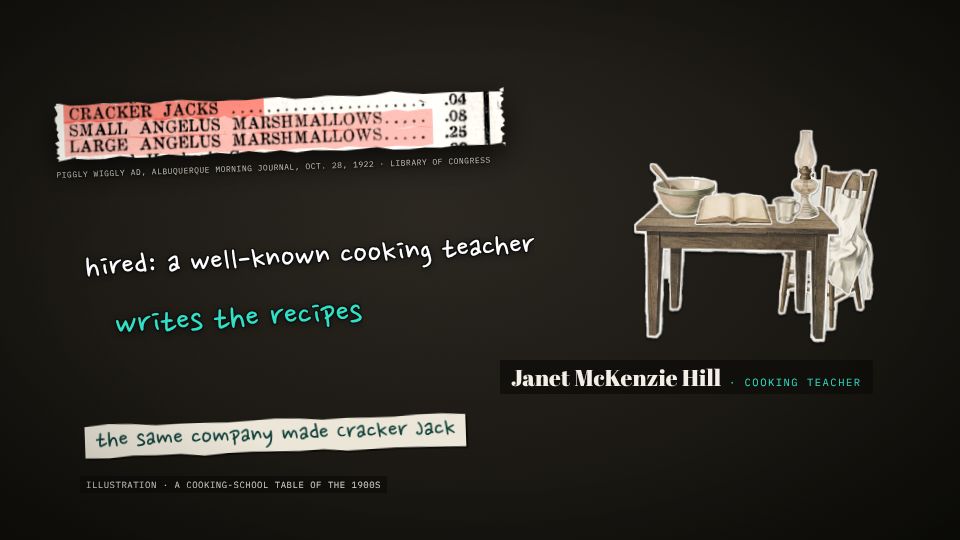 CRACKER JACKS .......................... .04
SMALL ANGELUS MARSHMALLOWS..... .08
LARGE ANGELUS MARSHMALLOWS..... .25
PIGGLY WIGGLY AD, ALBUQUERQUE MORNING JOURNAL, OCT. 28, 1922 · LIBRARY OF CONGRESS
hired: a well-known cooking teacher
writes the recipes
Janet McKenzie Hill · COOKING TEACHER
the same company made cracker Jack
ILLUSTRATION · A COOKING-SCHOOL TABLE OF THE 1900S